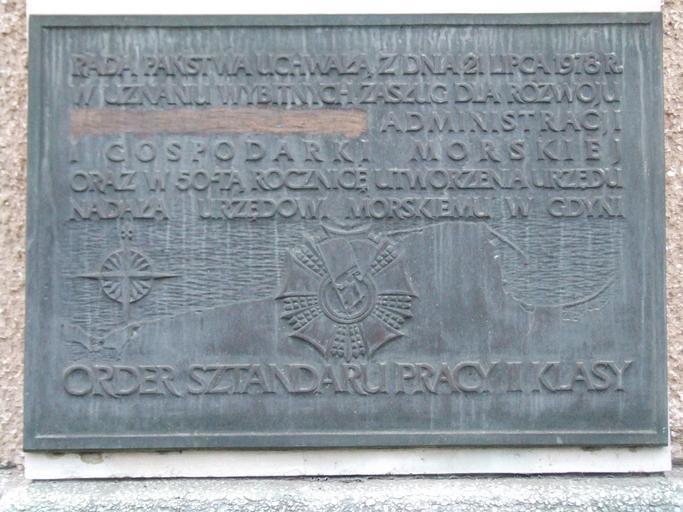 RADA PAŃSTWA UCHWAŁĄ Z DNIA 21 LIPCA 1978 R.
W UZNANIU WYBITNYCH ZASŁUG DLA ROZWOJU
ADMINISTRACJI
I GOSPODARKI MORSKIEJ
ORAZ W 50-TĄ ROCZNICĘ UTWORZENIA URZĘDU
NADAŁA URZĘDOWI MORSKIEMU W GDYNI
ORDER SZTANDARU PRACY II KLASY